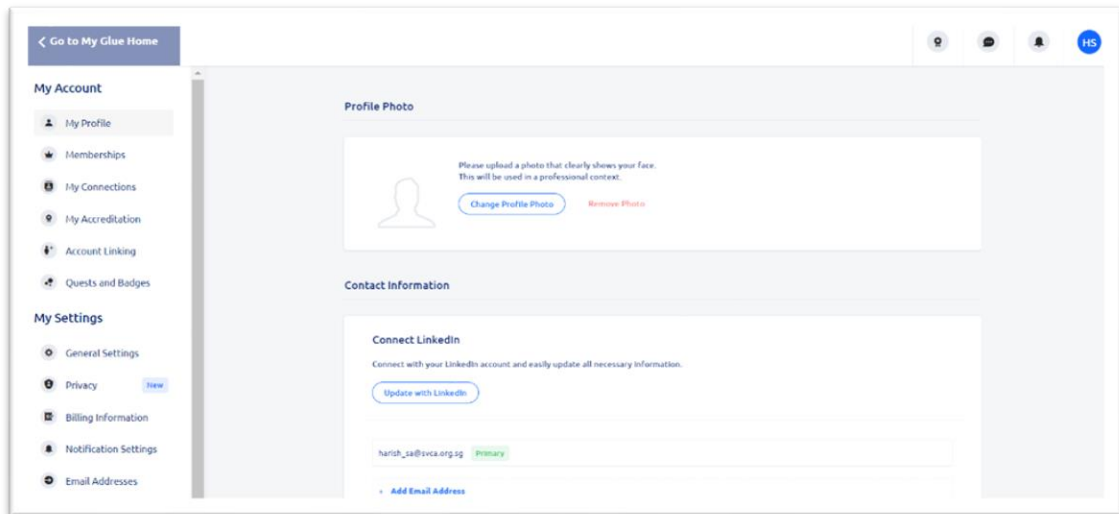 Go to My Glue Home
HS
My Account
My Profile
Memberships
My Connections
My Accreditation
Account Linking
Quests and Badges
My Settings
General Settings
Privacy New
Billing Information
Notification Settings
Email Addresses
Profile Photo
Please upload a photo that clearly shows your face.
This will be used in a professional context.
Change Profile Photo Remove Photo
Contact Information
Connect LinkedIn
Connect with your LinkedIn account and easily update all necessary information.
Update with LinkedIn
harish_sa@svca.org.sg Primary
+ Add Email Address